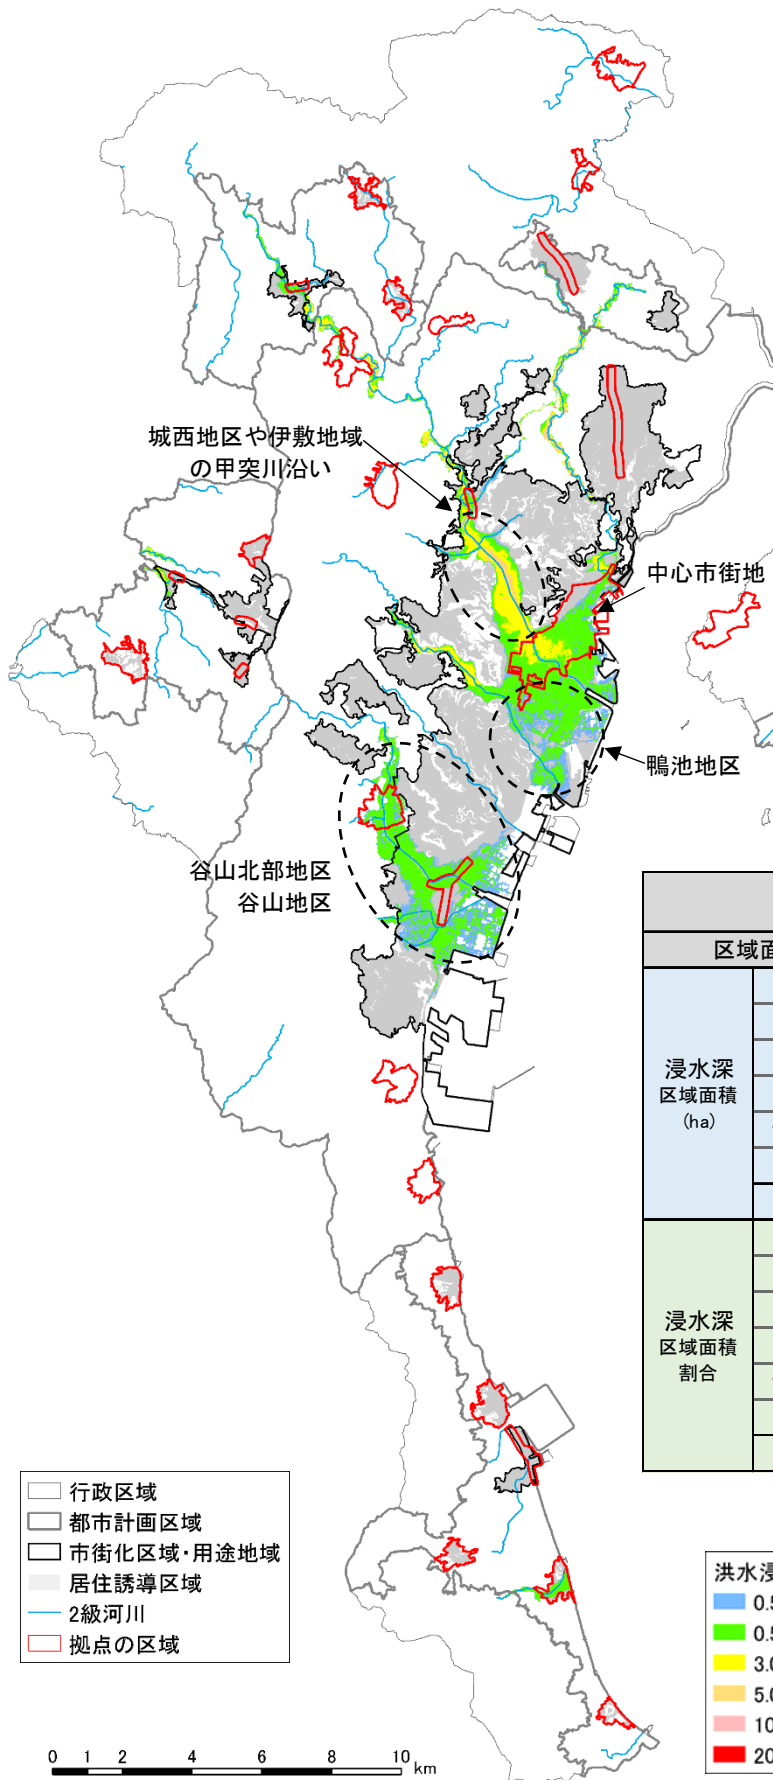 城西地区や伊敷地域
の甲突川沿い
中心市街地
鴨池地区
谷山北部地区
谷山地区
区域面
浸水深
区域面積
(ha)
浸水深
区域面積
割合
行政区域
都市計画区域
市街化区域・用途地域
居住誘導区域
2級河川
拠点の区域
洪水浸
0.5
0.5
3.0
5.0
10
20
0 1 2 4 6 8 10 km